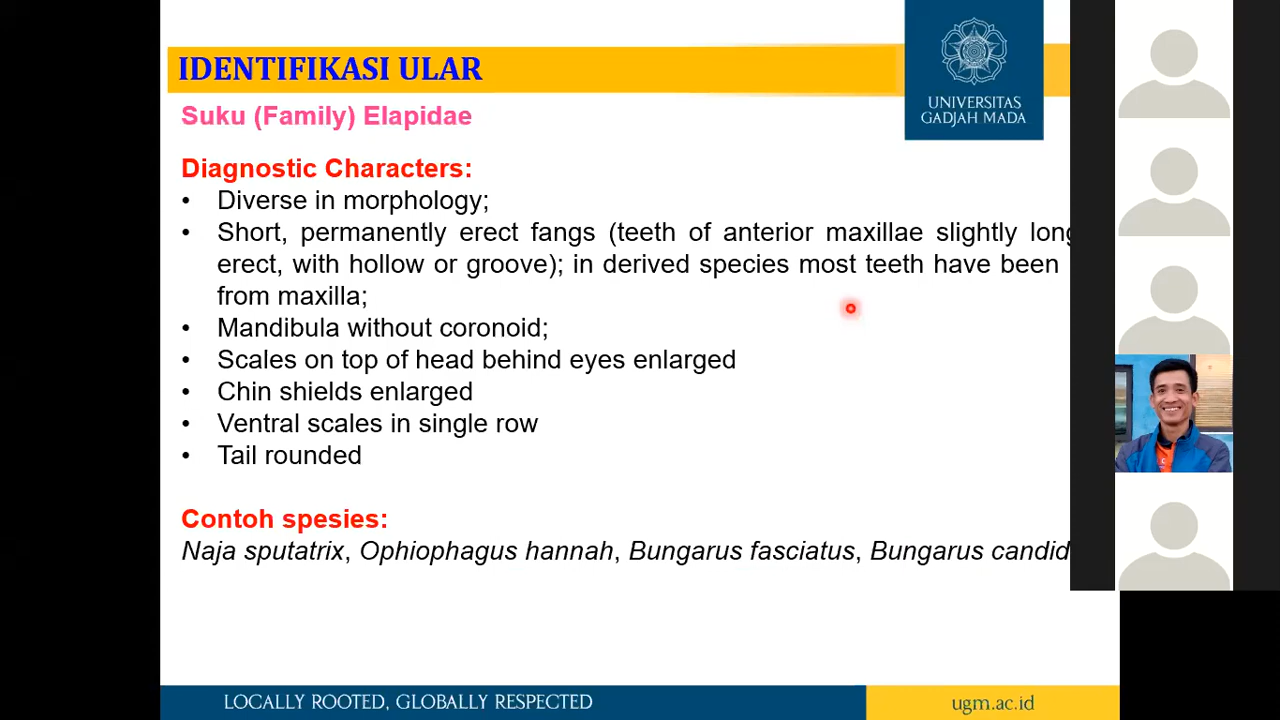 IDENTIFIKASI ULAR
UNIVERSITAS
GADJAH MADA
Suku (Family) Elapidae
Diagnostic Characters:
• Diverse in morphology;
• Short, permanently erect fangs (teeth of anterior maxillae slightly
erect, with hollow or groove); in derived species most teeth have been
from maxilla;
• Mandibula without coronoid;
• Scales on top of head behind eyes enlarged
• Chin shields enlarged
• Ventral scales in single row
• Tail rounded
Contoh spesies:
Naja sputatrix, Ophiophagus hannah, Bungarus fasciatus, Bungarus
LOCALLY ROOTED, GLOBALLY RESPECTED
ugm.ac.id